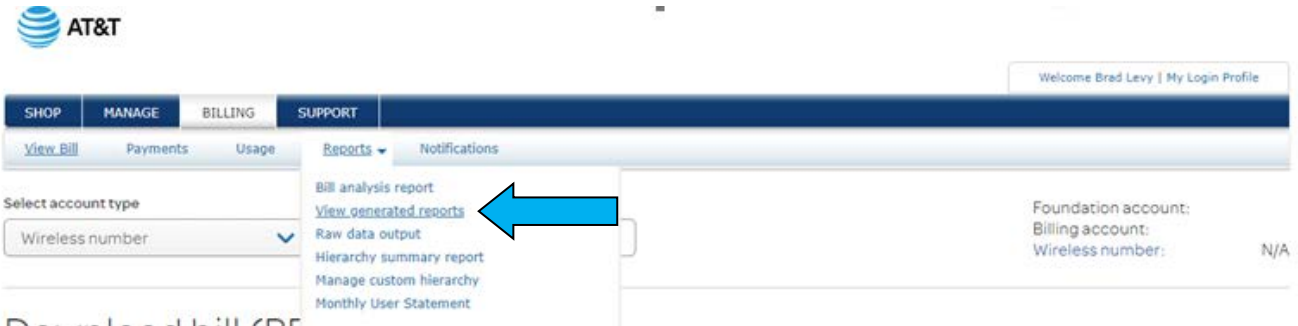 AT&T
Welcome Brad Levy | My Login Profile
SHOP MANAGE BILLING SUPPORT
View Bill Payments Usage Reports Notifications
Bill analysis report
View generated reports
Raw data output
Hierarchy summary report
Manage custom hierarchy
Monthly User Statement
Select account type
Wireless number
Foundation account:
Billing account:
Wireless number: N/A